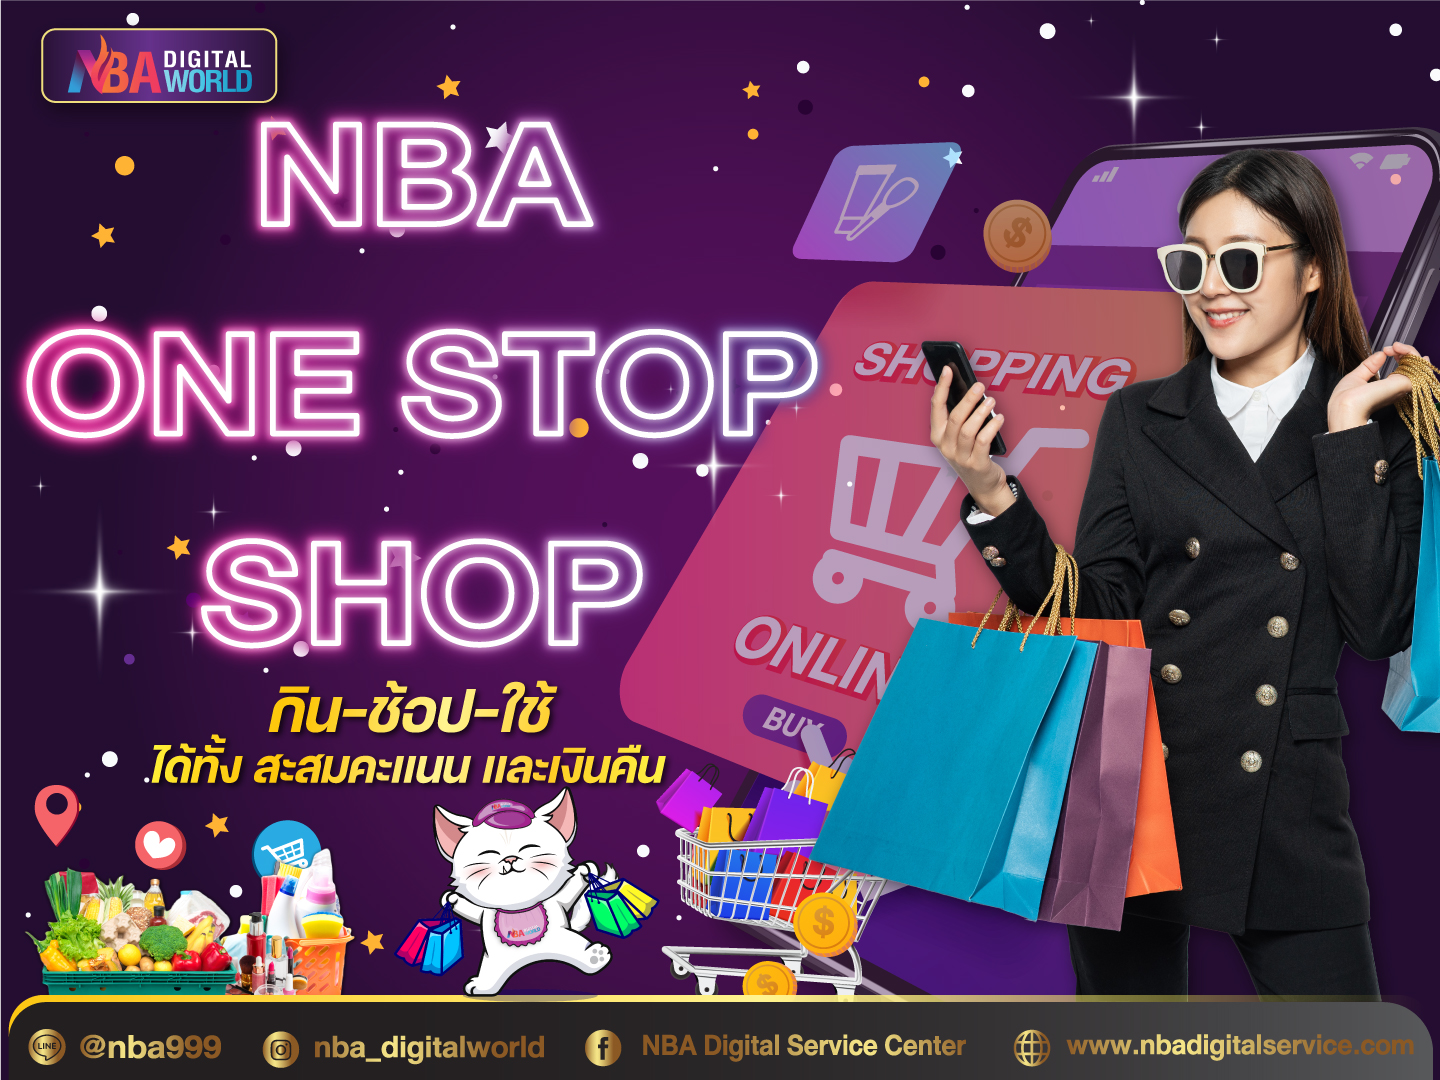 NBA DIGITAL
WORLD
NBA
ONE STOP
SHOP
กิน-ช้อป-ใช้
ได้ทั้ง สะสมคะแนน และเงินคืน
SHOPPING
ONLIN
BUY
LINE @nba999
nba_digitalworld
NBA Digital Service Center
www.nbadigitalservice.com